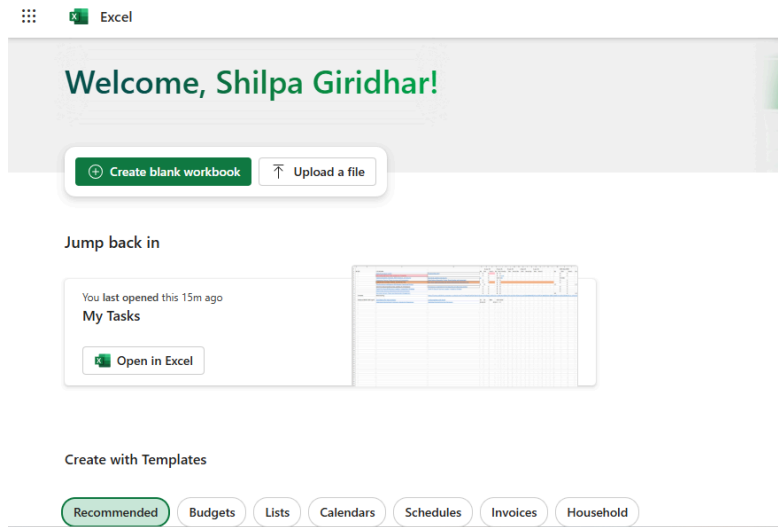 Excel
Welcome, Shilpa Giridhar!
Create blank workbook
Upload a file
Jump back in
You last opened this 15m ago
My Tasks
Open in Excel
Create with Templates
Recommended
Budgets
Lists
Calendars
Schedules
Invoices
Household